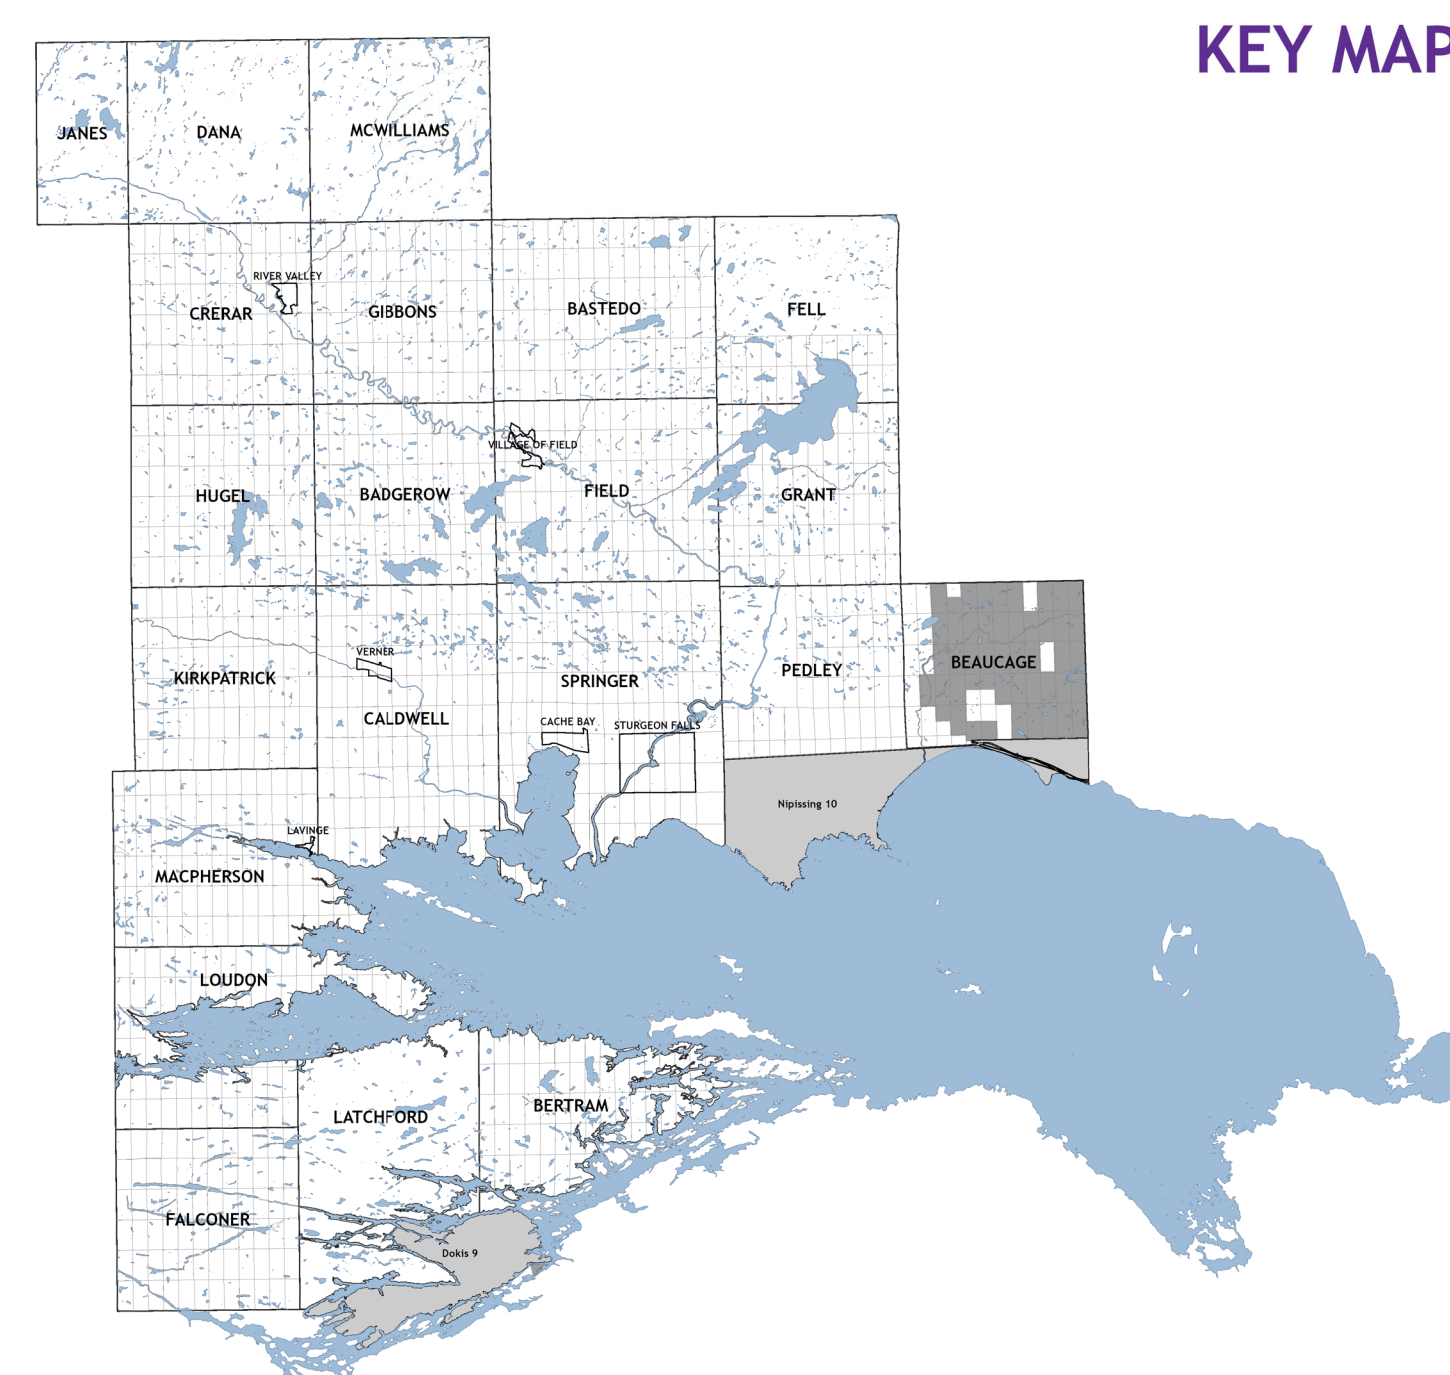 KEY MAP
JANES
DANA
MCWILLIAMS
RIVER VALLEY
CRERAR
GIBBONS
BASTEDO
FELL
VILLAGE OF FIELD
HUGEL
BADGEROW
FIELD
GRANT
VERNER
KIRKPATRICK
CALDWELL
SPRINGER
PEDLEY
BEAUCAGE
CACHE BAY
STURGEON FALLS
Nipissing 10
LAVINGE
MACPHERSON
LOUDON
LATCHFORD
BERTRAM
FALCONER
Dokis 9